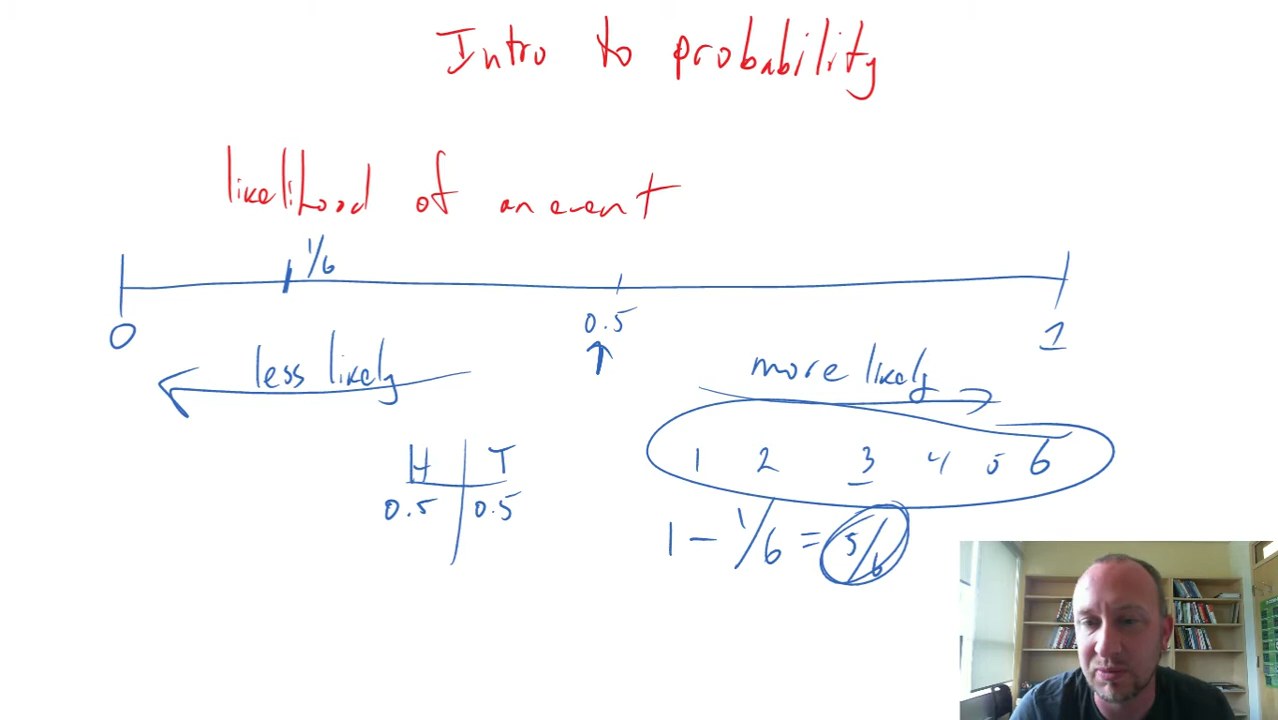 Intro to probability
likelihood of an event
1/6
0 0.5 1
less likely
more likely
H T
0.5 0.5
1 2 3 4 5 6
1 - 1/6 = 5/6